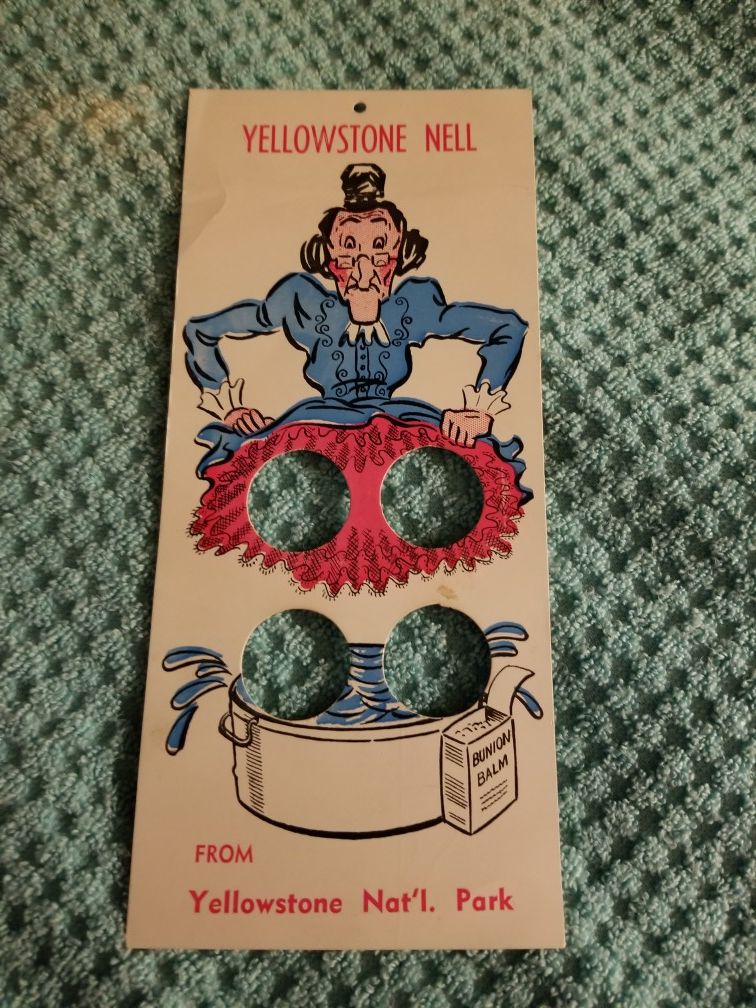 YELLOWSTONE NELL
BUNION
BALM
FROM
Yellowstone Nat'l. Park